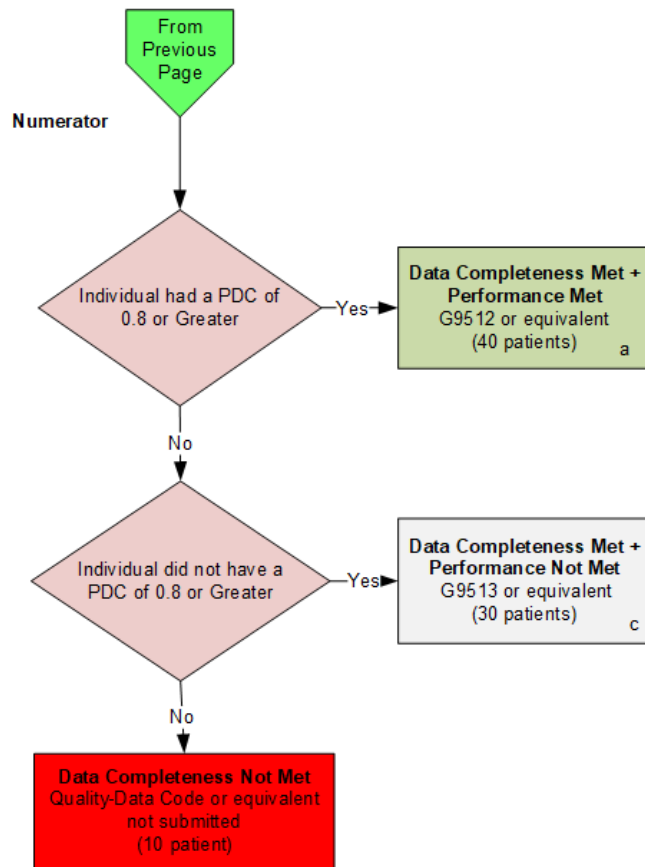 From
Previous
Page
Numerator
Individual had a PDC of
0.8 or Greater
Yes
Data Completeness Met +
Performance Met
G9512 or equivalent
(40 patients)
a
No
Individual did not have a
PDC of 0.8 or Greater
Yes
Data Completeness Met +
Performance Not Met
G9513 or equivalent
(30 patients)
c
No
Data Completeness Not Met
Quality-Data Code or equivalent
not submitted
(10 patient)